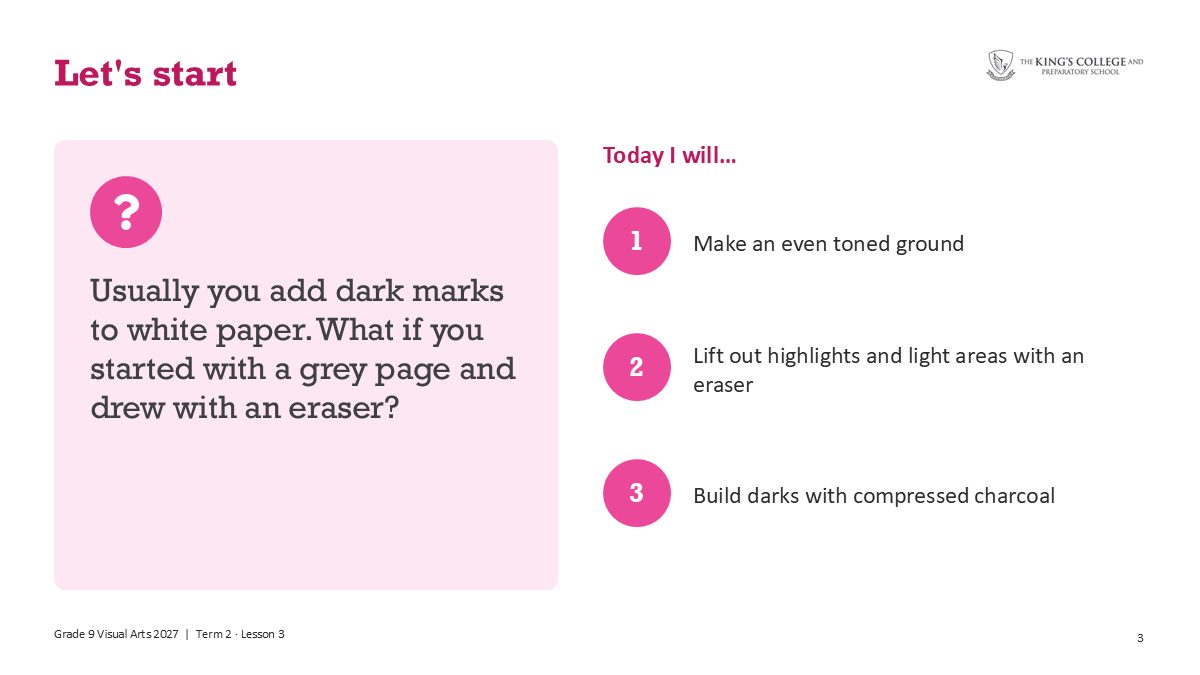 Let's start
THE KING'S COLLEGE AND
PREPARATORY SCHOOL
?
Usually you add dark marks
to white paper. What if you
started with a grey page and
drew with an eraser?
Today I will...
1
Make an even toned ground
2
Lift out highlights and light areas with an
eraser
3
Build darks with compressed charcoal
Grade 9 Visual Arts 2027 | Term 2 · Lesson 3
3